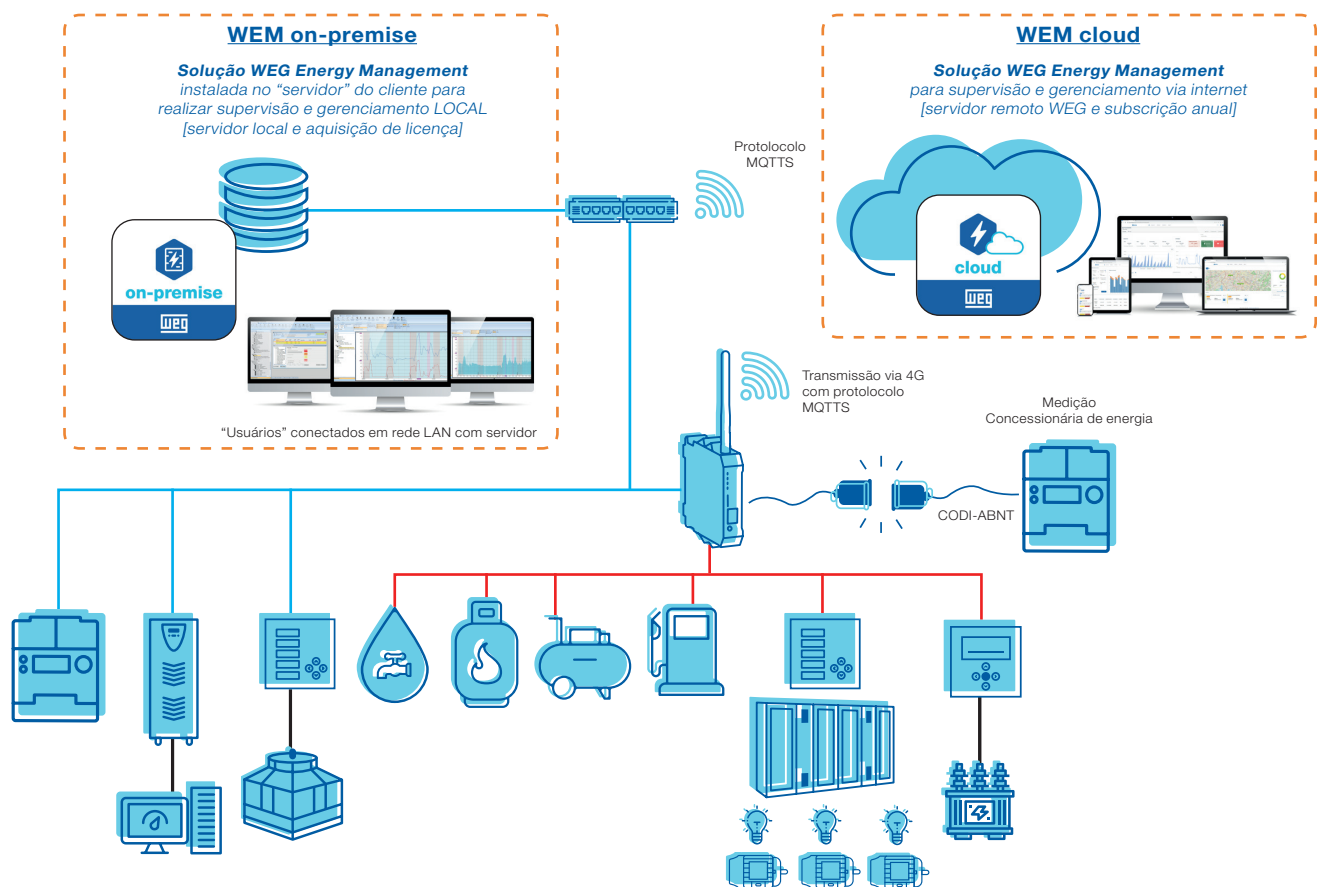 WEM on-premise
Solução WEG Energy Management
instalada no “servidor” do cliente para
realizar supervisão e gerenciamento LOCAL
[servidor local e aquisição de licença]
on-premise
weg
“Usuários” conectados em rede LAN com servidor
Protolocolo
MQTTS
WEM cloud
Solução WEG Energy Management
para supervisão e gerenciamento via internet
[servidor remoto WEG e subscrição anual]
cloud
weg
Transmissão via 4G
com protolocolo
MQTTS
Medição
Concessionária de energia
CODI-ABNT